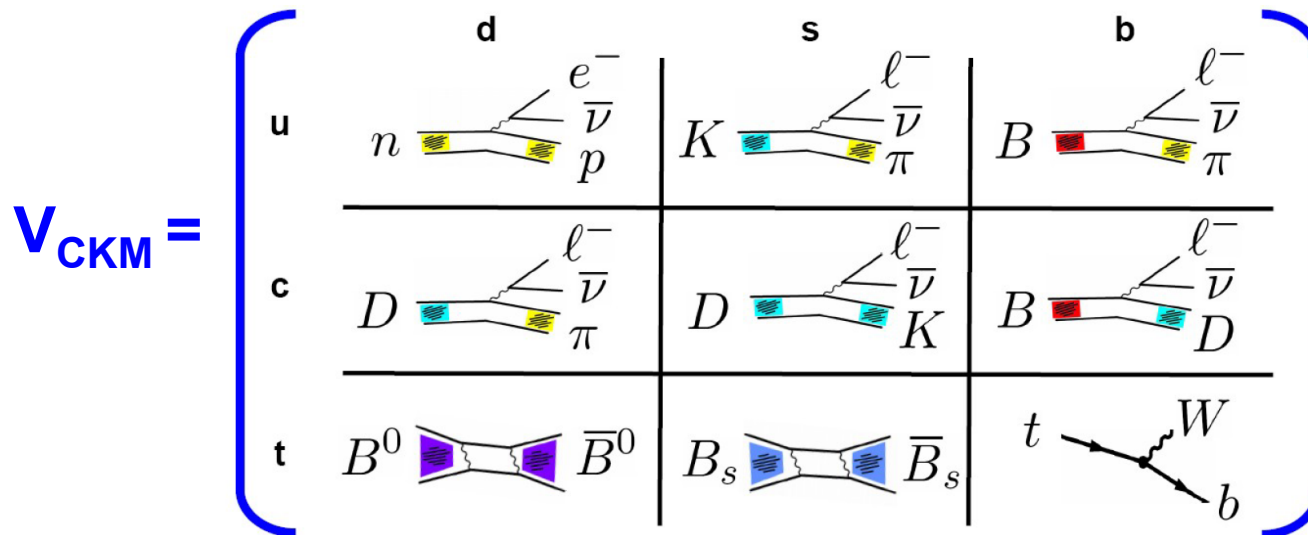 V_CKM =
d s b
u
n e⁻ ν̅ p
K ℓ⁻ ν̅ π
B ℓ⁻ ν̅ π
c
D ℓ⁻ ν̅ π
D ℓ⁻ ν̅ K
B ℓ⁻ ν̅ D
t
B⁰ B̅⁰
B_s B̅_s
t W b